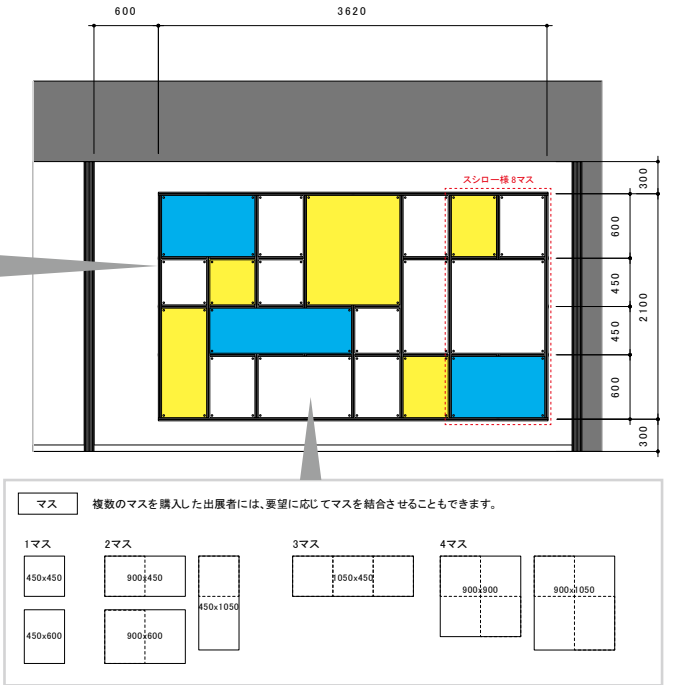 600 3620
スシロー様 8マス
300
600
450
2100
450
600
300
マス 複数のマスを購入した出展者には、要望に応じてマスを結合させることもできます。
1マス 2マス 3マス 4マス
450x450 900x450 450x1050 1050x450 900x900 900x1050
450x600 900x600